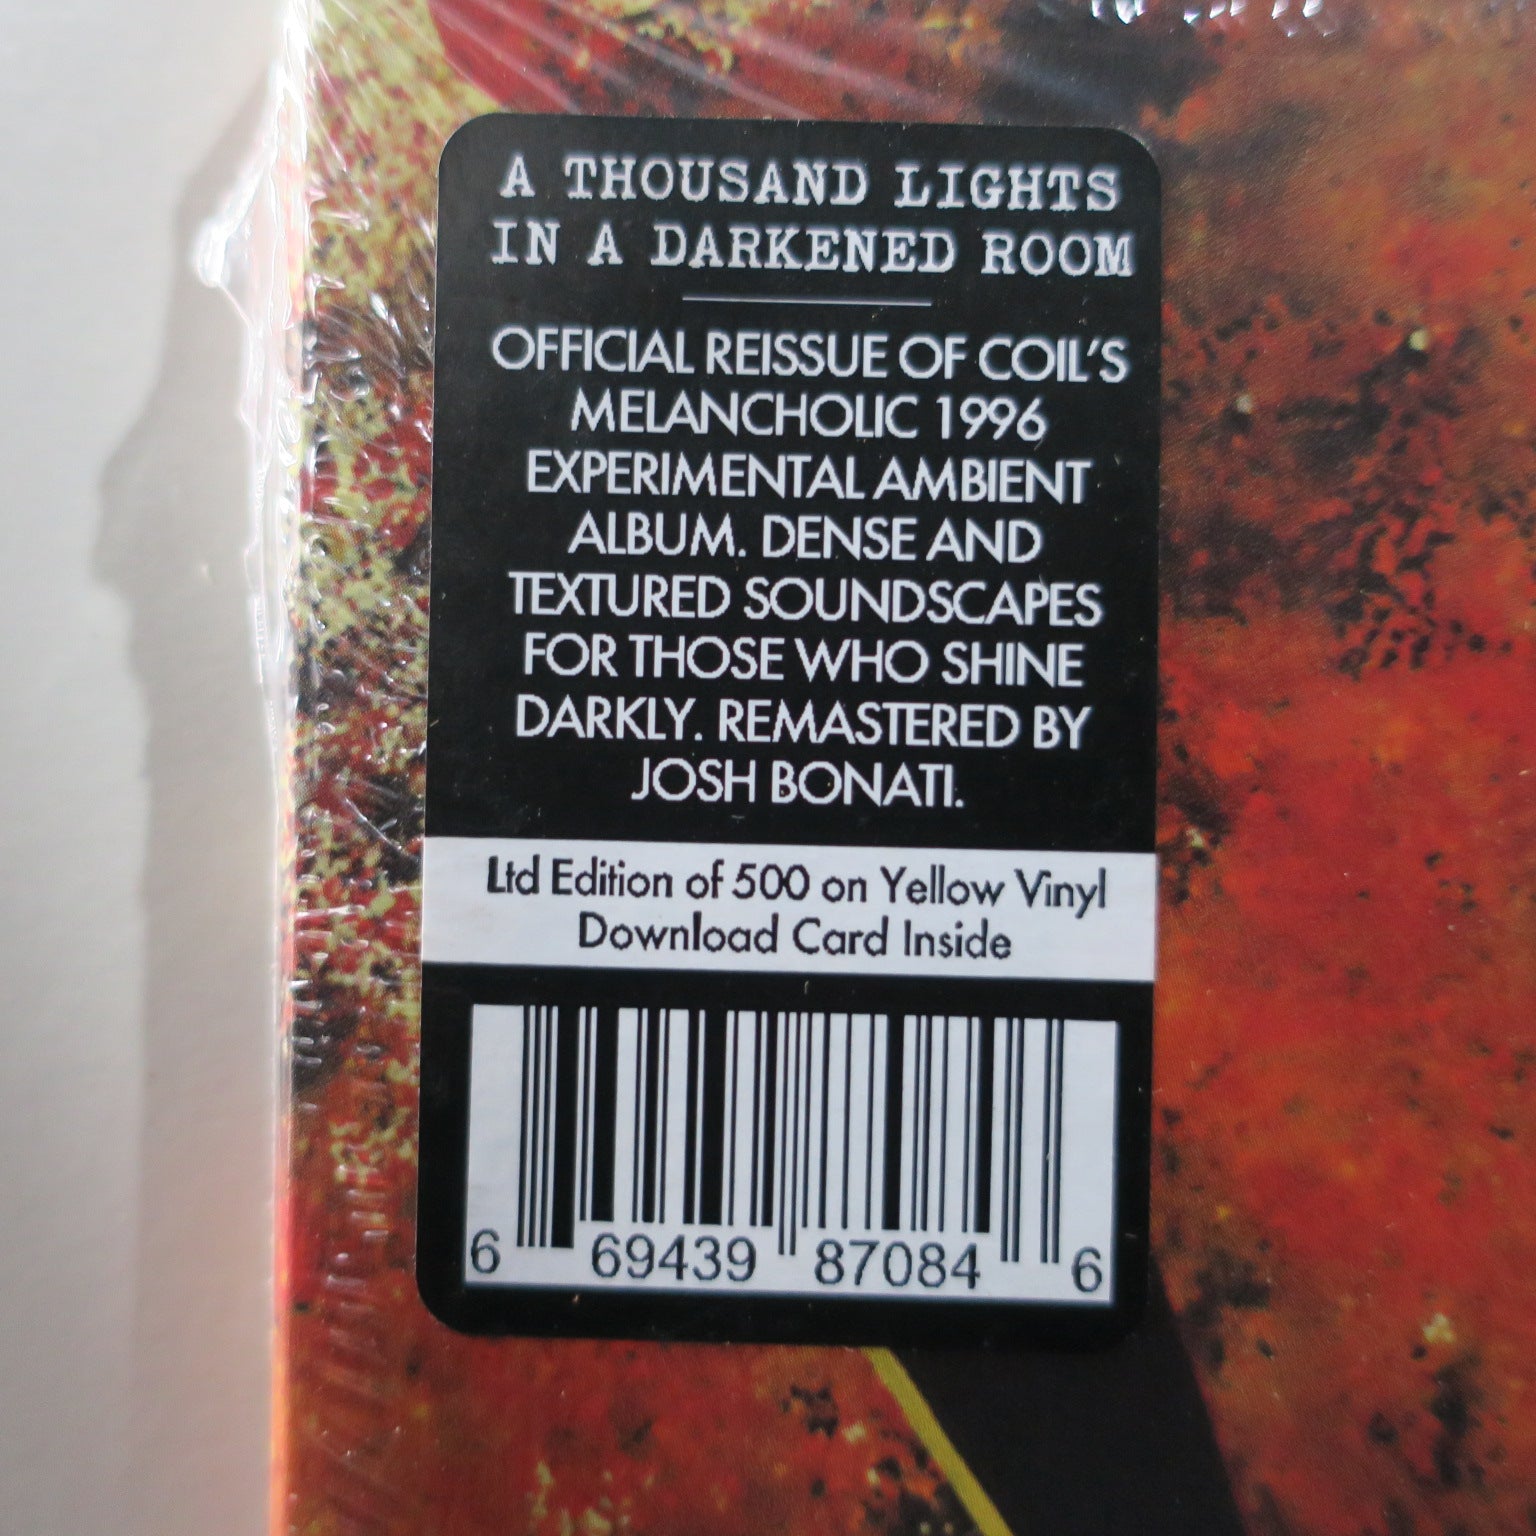 A THOUSAND LIGHTS
IN A DARKENED ROOM
OFFICIAL REISSUE OF COIL'S
MELANCHOLIC 1996
EXPERIMENTAL AMBIENT
ALBUM. DENSE AND
TEXTURED SOUNDSCAPES
FOR THOSE WHO SHINE
DARKLY. REMASTERED BY
JOSH BONATI.
Ltd Edition of 500 on Yellow Vinyl
Download Card Inside
6 69439 87084 6